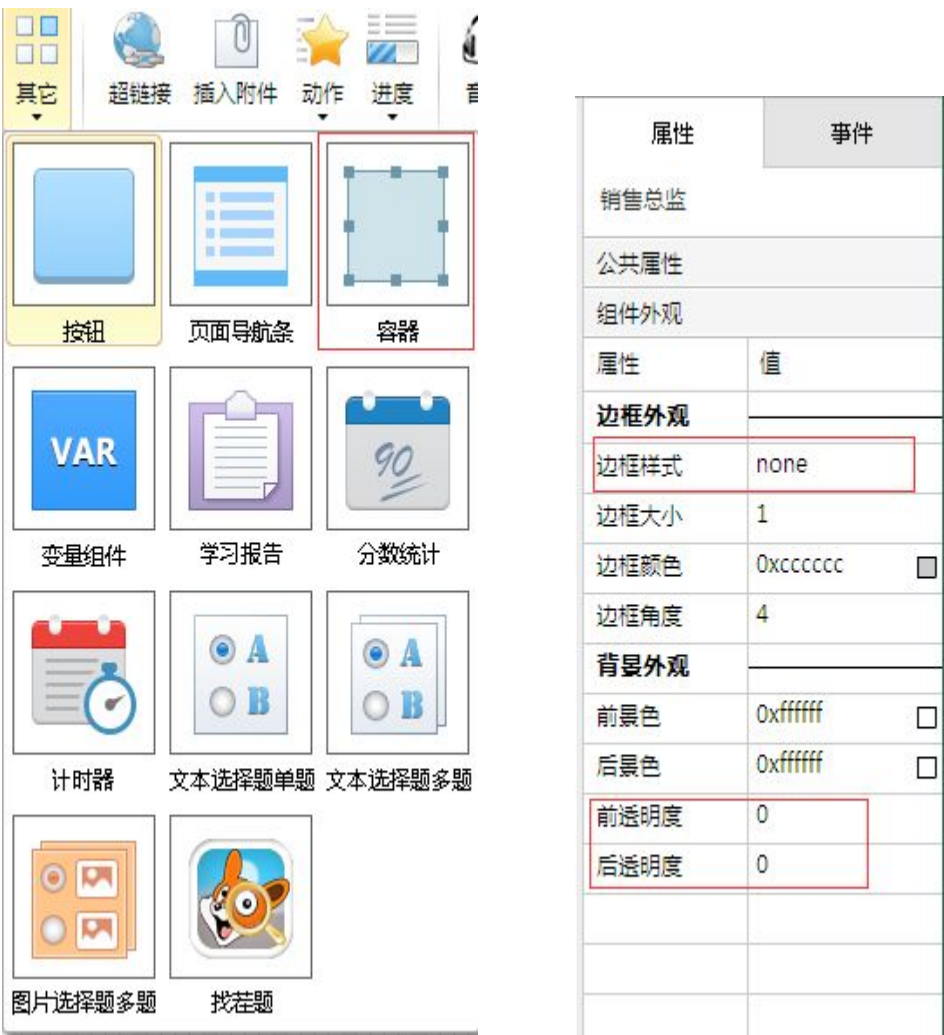 其它 超链接 插入附件 动作 进度
按钮 页面导航条 容器
VAR 90
变量组件 学习报告 分数统计
A A
B B
计时器 文本选择题单题 文本选择题多题
图片选择题多题 找茬题
属性 事件
销售总监
公共属性
组件外观
属性 值
边框外观
边框样式 none
边框大小 1
边框颜色 0xcccccc
边框角度 4
背景外观
前景色 0xffffff
后景色 0xffffff
前透明度 0
后透明度 0